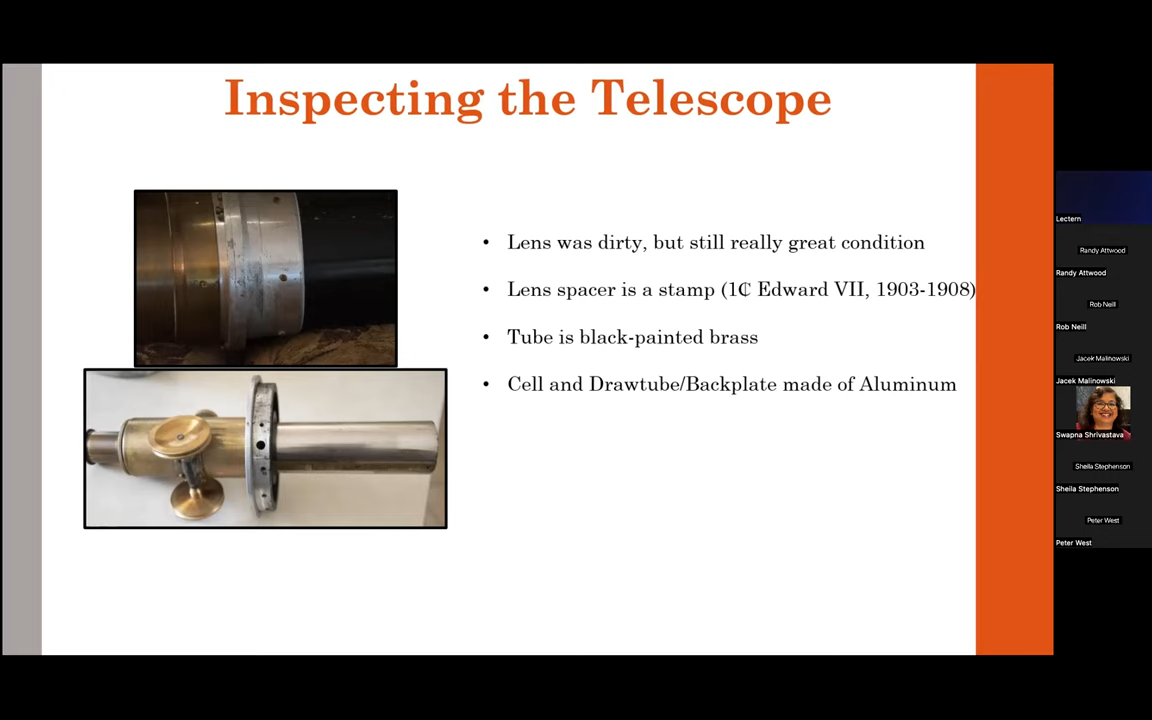 Inspecting the Telescope
• Lens was dirty, but still really great condition
• Lens spacer is a stamp (1₵ Edward VII, 1903-1908)
• Tube is black-painted brass
• Cell and Drawtube/Backplate made of Aluminum
Lectern
Randy Attwood
Randy Attwood
Rob Neill
Rob Neill
Jacek Malinowski
Jacek Malinowski
Swapna Shrivastava
Sheila Stephenson
Sheila Stephenson
Peter West
Peter West